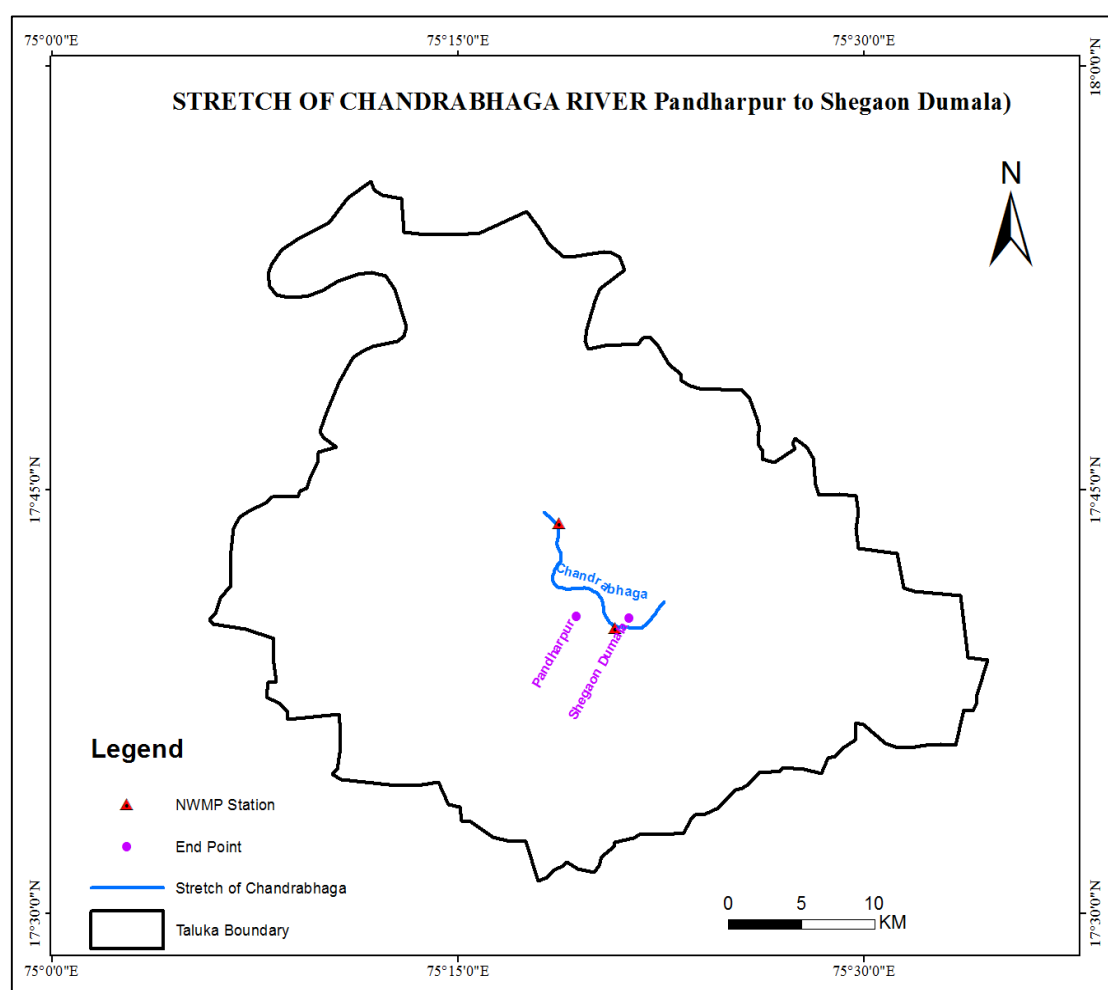 75°0'0"E
75°15'0"E
75°30'0"E
18°0'0"N
STRETCH OF CHANDRABHAGA RIVER Pandharpur to Shegaon Dumala)
N
17°45'0"N
17°45'0"N
Chandrabhaga
Pandharpur
Shegaon Dumala
Legend
NWMP Station
End Point
Stretch of Chandrabhaga
Taluka Boundary
0 5 10
KM
17°30'0"N
17°30'0"N
75°0'0"E
75°15'0"E
75°30'0"E